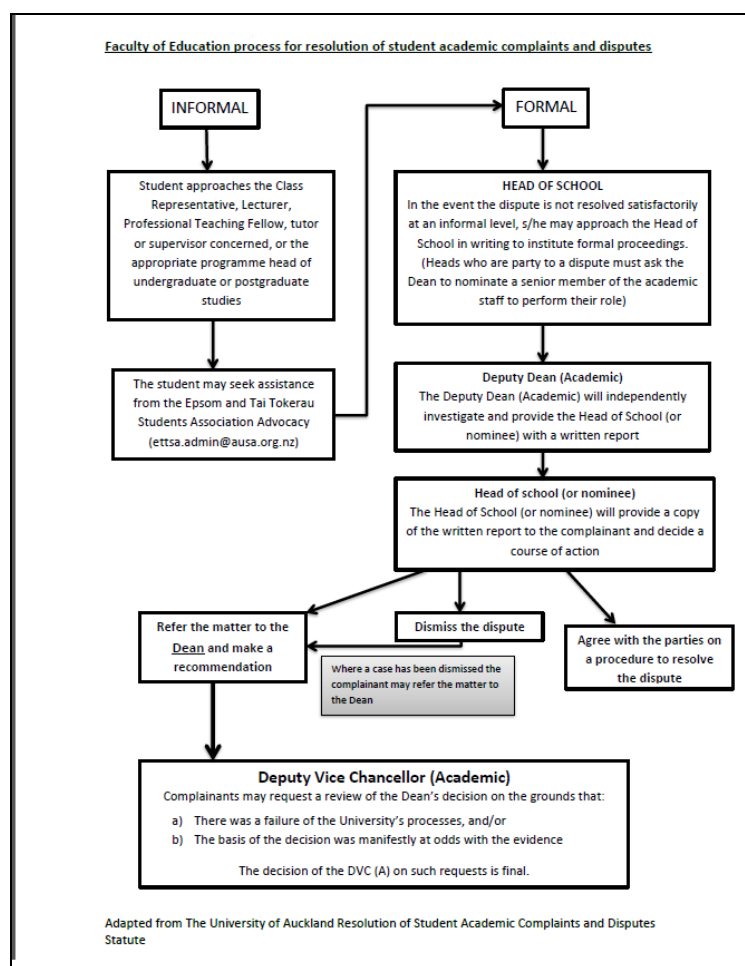 Faculty of Education process for resolution of student academic complaints and disputes
INFORMAL
FORMAL
Student approaches the Class
Representative, Lecturer,
Professional Teaching Fellow, tutor
or supervisor concerned, or the
appropriate programme head of
undergraduate or postgraduate
studies
HEAD OF SCHOOL
In the event the dispute is not resolved satisfactorily
at an informal level, s/he may approach the Head of
School in writing to institute formal proceedings.
(Heads who are party to a dispute must ask the
Dean to nominate a senior member of the academic
staff to perform their role)
The student may seek assistance
from the Epsom and Tai Tokerau
Students Association Advocacy
(ettsa.admin@ausa.org.nz)
Deputy Dean (Academic)
The Deputy Dean (Academic) will independently
investigate and provide the Head of School (or
nominee) with a written report
Head of school (or nominee)
The Head of School (or nominee) will provide a copy
of the written report to the complainant and decide a
course of action
Refer the matter to the
Dean and make a
recommendation
Dismiss the dispute
Where a case has been dismissed the
complainant may refer the matter to
the Dean
Agree with the parties on
a procedure to resolve
the dispute
Deputy Vice Chancellor (Academic)
Complainants may request a review of the Dean's decision on the grounds that:
a) There was a failure of the University's processes, and/or
b) The basis of the decision was manifestly at odds with the evidence
The decision of the DVC (A) on such requests is final.
Adapted from The University of Auckland Resolution of Student Academic Complaints and Disputes
Statute